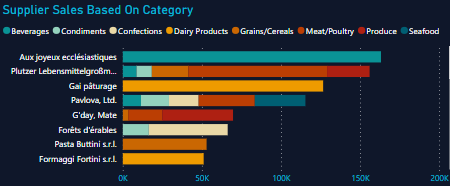 Supplier Sales Based On Category
Beverages Condiments Confections Dairy Products Grains/Cereals Meat/Poultry Produce Seafood
Aux joyeux ecclésiastiques
Plutzer Lebensmittelgroßm...
Gai pâturage
Pavlova, Ltd.
G'day, Mate
Forêts d'érables
Pasta Buttini s.r.l.
Formaggi Fortini s.r.l.
0K 50K 100K 150K 200K